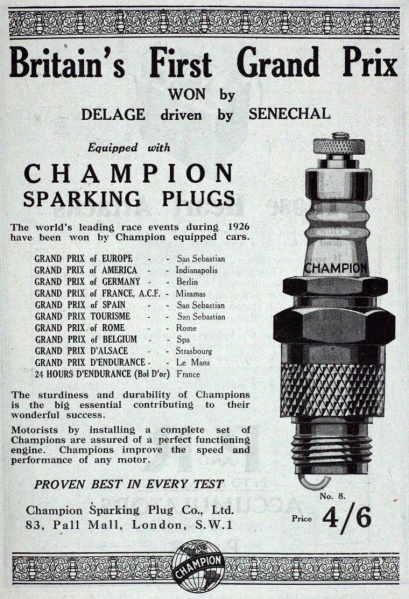 Britain's First Grand Prix
WON by
DELAGE driven by SENECHAL
Equipped with
CHAMPION
SPARKING PLUGS
The world's leading race events during 1926
have been won by Champion equipped cars.
GRAND PRIX of EUROPE - - San Sebastian
GRAND PRIX of AMERICA - - Indianapolis
GRAND PRIX of GERMANY - - Berlin
GRAND PRIX of FRANCE, A.C.F. - Miramas
GRAND PRIX of SPAIN - - San Sebastian
GRAND PRIX TOURISME - - San Sebastian
GRAND PRIX of ROME - - Rome
GRAND PRIX of BELGIUM - - Spa
GRAND PRIX D'ALSACE - - Strasbourg
GRAND PRIX D'ENDURANCE - - Le Mans
24 HOURS D'ENDURANCE (Bol D'or) France
The sturdiness and durability of Champions
is the big essential contributing to their
wonderful success.
Motorists by installing a complete set of
Champions are assured of a perfect functioning
engine. Champions improve the speed and
performance of any motor.
PROVEN BEST IN EVERY TEST
Champion Sparking Plug Co., Ltd.
83, Pall Mall, London, S.W.1
CHAMPION
No. 8.
Price 4/6
CHAMPION